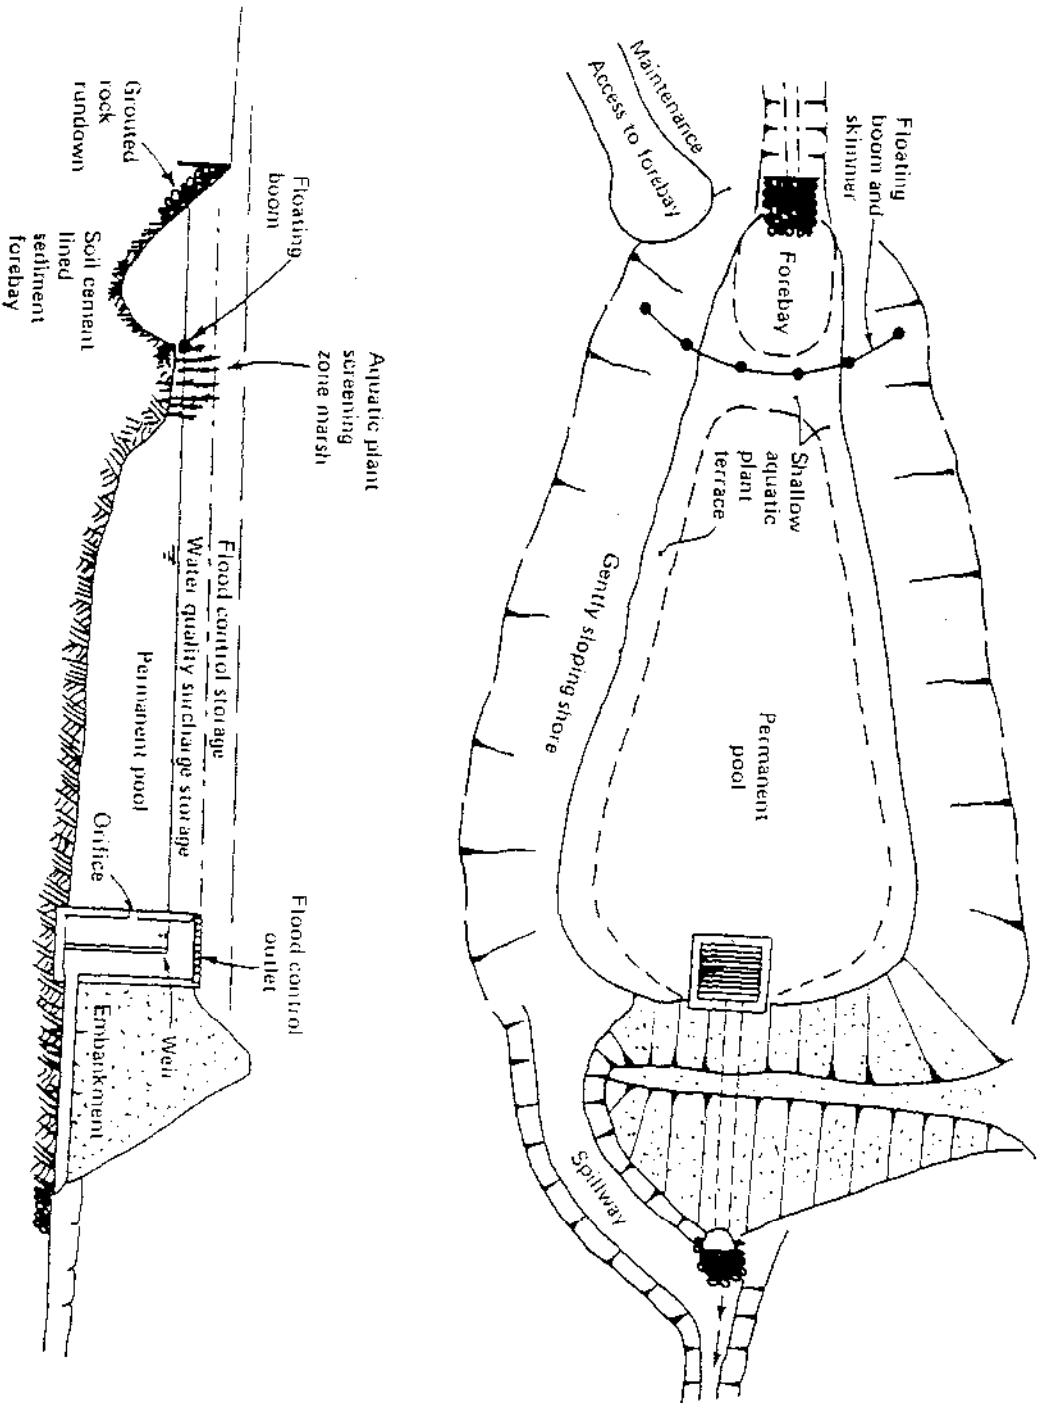 Floating
boom and
skimmer
Maintenance
Access to forebay
Forebay
Shallow
aquatic
plant
terrace
Gently sloping shore
Permanent
pool
Spillway
Aquatic plant
screening
zone marsh
Floating
boom
Grouted
rock
rundown
Soil cement
lined
sediment
forebay
Flood control storage
Water quality surcharge storage
Permanent pool
Orifice
Flood control
outlet
Weir
Embankment